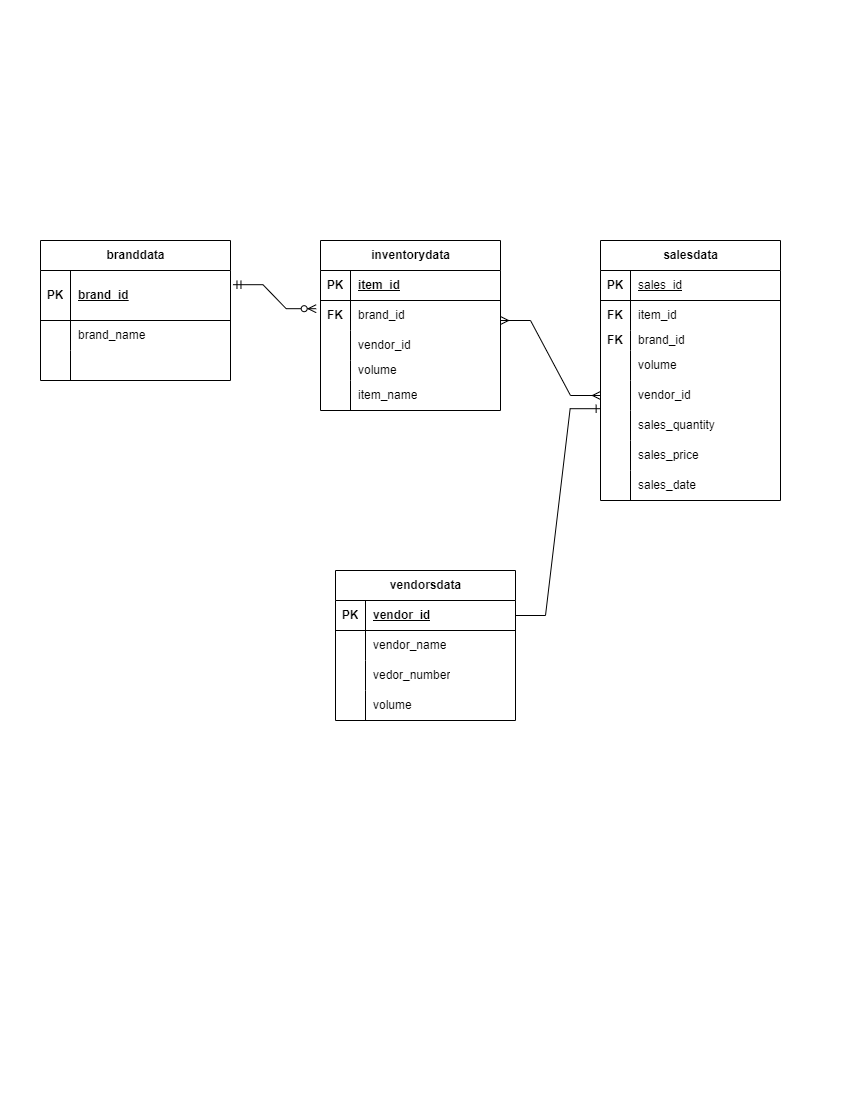 branddata
PK brand_id
brand_name
inventorydata
PK item_id
FK brand_id
vendor_id
volume
item_name
salesdata
PK sales_id
FK item_id
FK brand_id
volume
vendor_id
sales_quantity
sales_price
sales_date
vendorsdata
PK vendor_id
vendor_name
vedor_number
volume